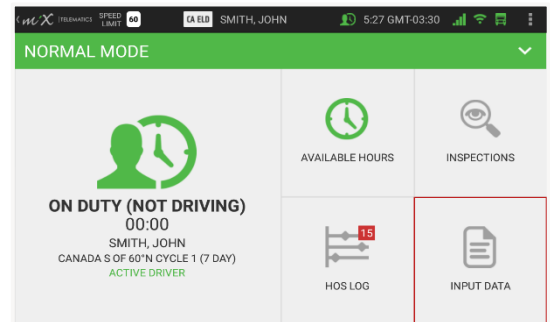 mix TELEMATICS SPEED LIMIT 60 CA ELD SMITH, JOHN 5:27 GMT-03:30
NORMAL MODE
AVAILABLE HOURS
INSPECTIONS
ON DUTY (NOT DRIVING)
00:00
SMITH, JOHN
CANADA S OF 60°N CYCLE 1 (7 DAY)
ACTIVE DRIVER
15
HOS LOG
INPUT DATA